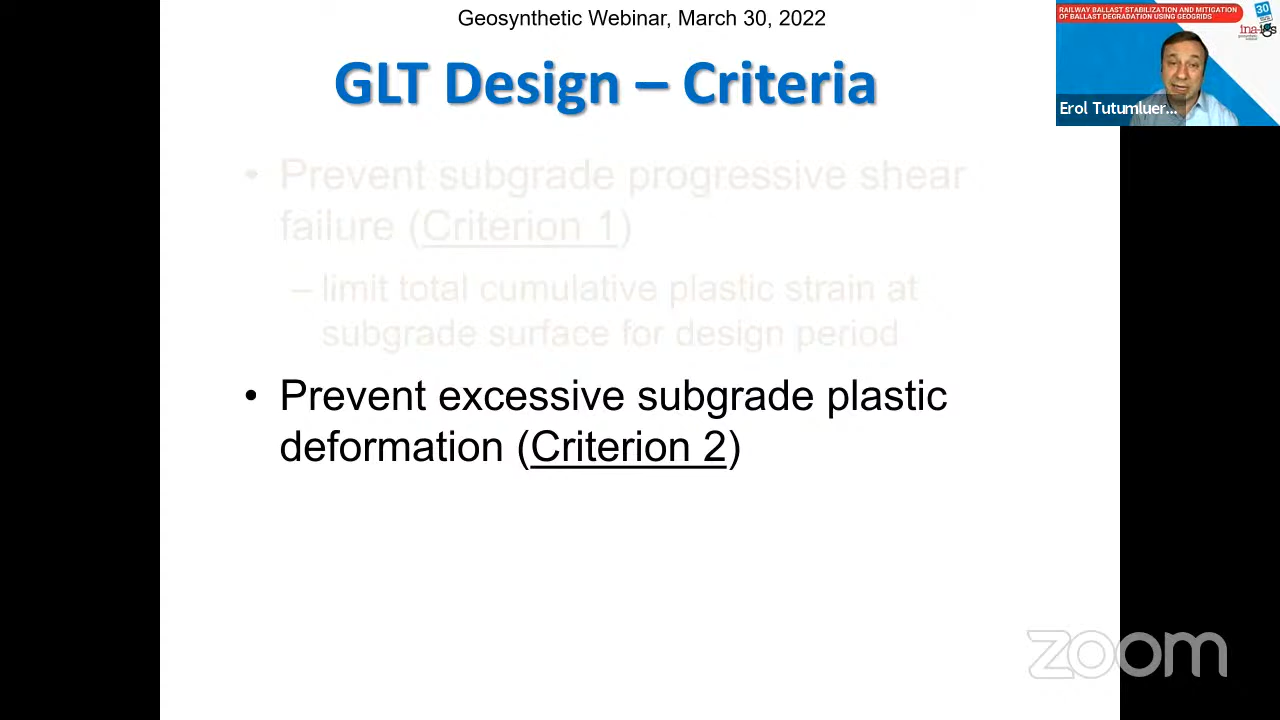 Geosynthetic Webinar, March 30, 2022
GLT Design – Criteria
• Prevent subgrade progressive shear
failure (Criterion 1)
– limit total cumulative plastic strain at
subgrade surface for design period
• Prevent excessive subgrade plastic
deformation (Criterion 2)
RAILWAY BALLAST STABILIZATION AND MITIGATION
OF BALLAST DEGRADATION USING GEOGRIDS
30
Erol Tutumluer...
zoom